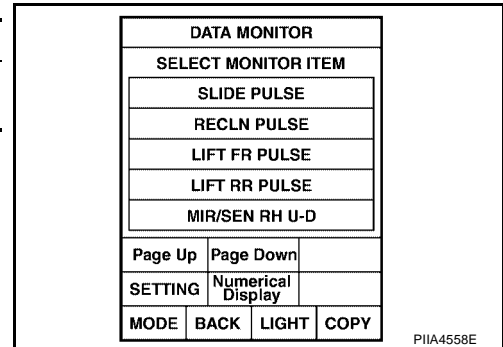 DATA MONITOR
SELECT MONITOR ITEM
SLIDE PULSE
RECLN PULSE
LIFT FR PULSE
LIFT RR PULSE
MIR/SEN RH U-D
Page Up Page Down
SETTING Numerical Display
MODE BACK LIGHT COPY
PIIA4558E